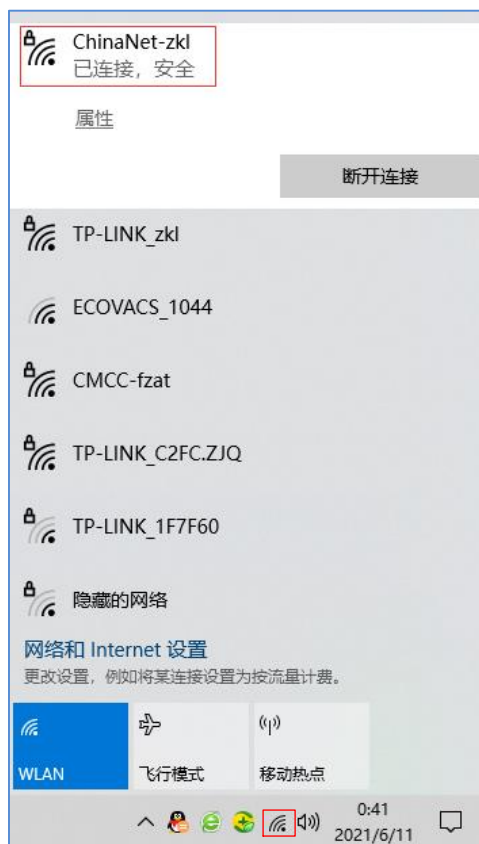 ChinaNet-zkl
已连接，安全
属性
断开连接
TP-LINK_zkl
ECOVACS_1044
CMCC-fzat
TP-LINK_C2FC.ZJQ
TP-LINK_1F7F60
隐藏的网络
网络和 Internet 设置
更改设置，例如将某连接设置为按流量计费。
WLAN
飞行模式
移动热点
0:41
2021/6/11